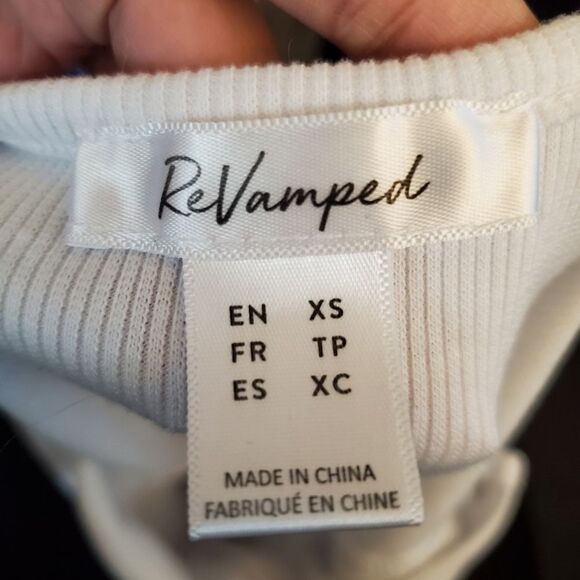 ReVamped
EN XS
FR TP
ES XC
MADE IN CHINA
FABRIQUÉ EN CHINE